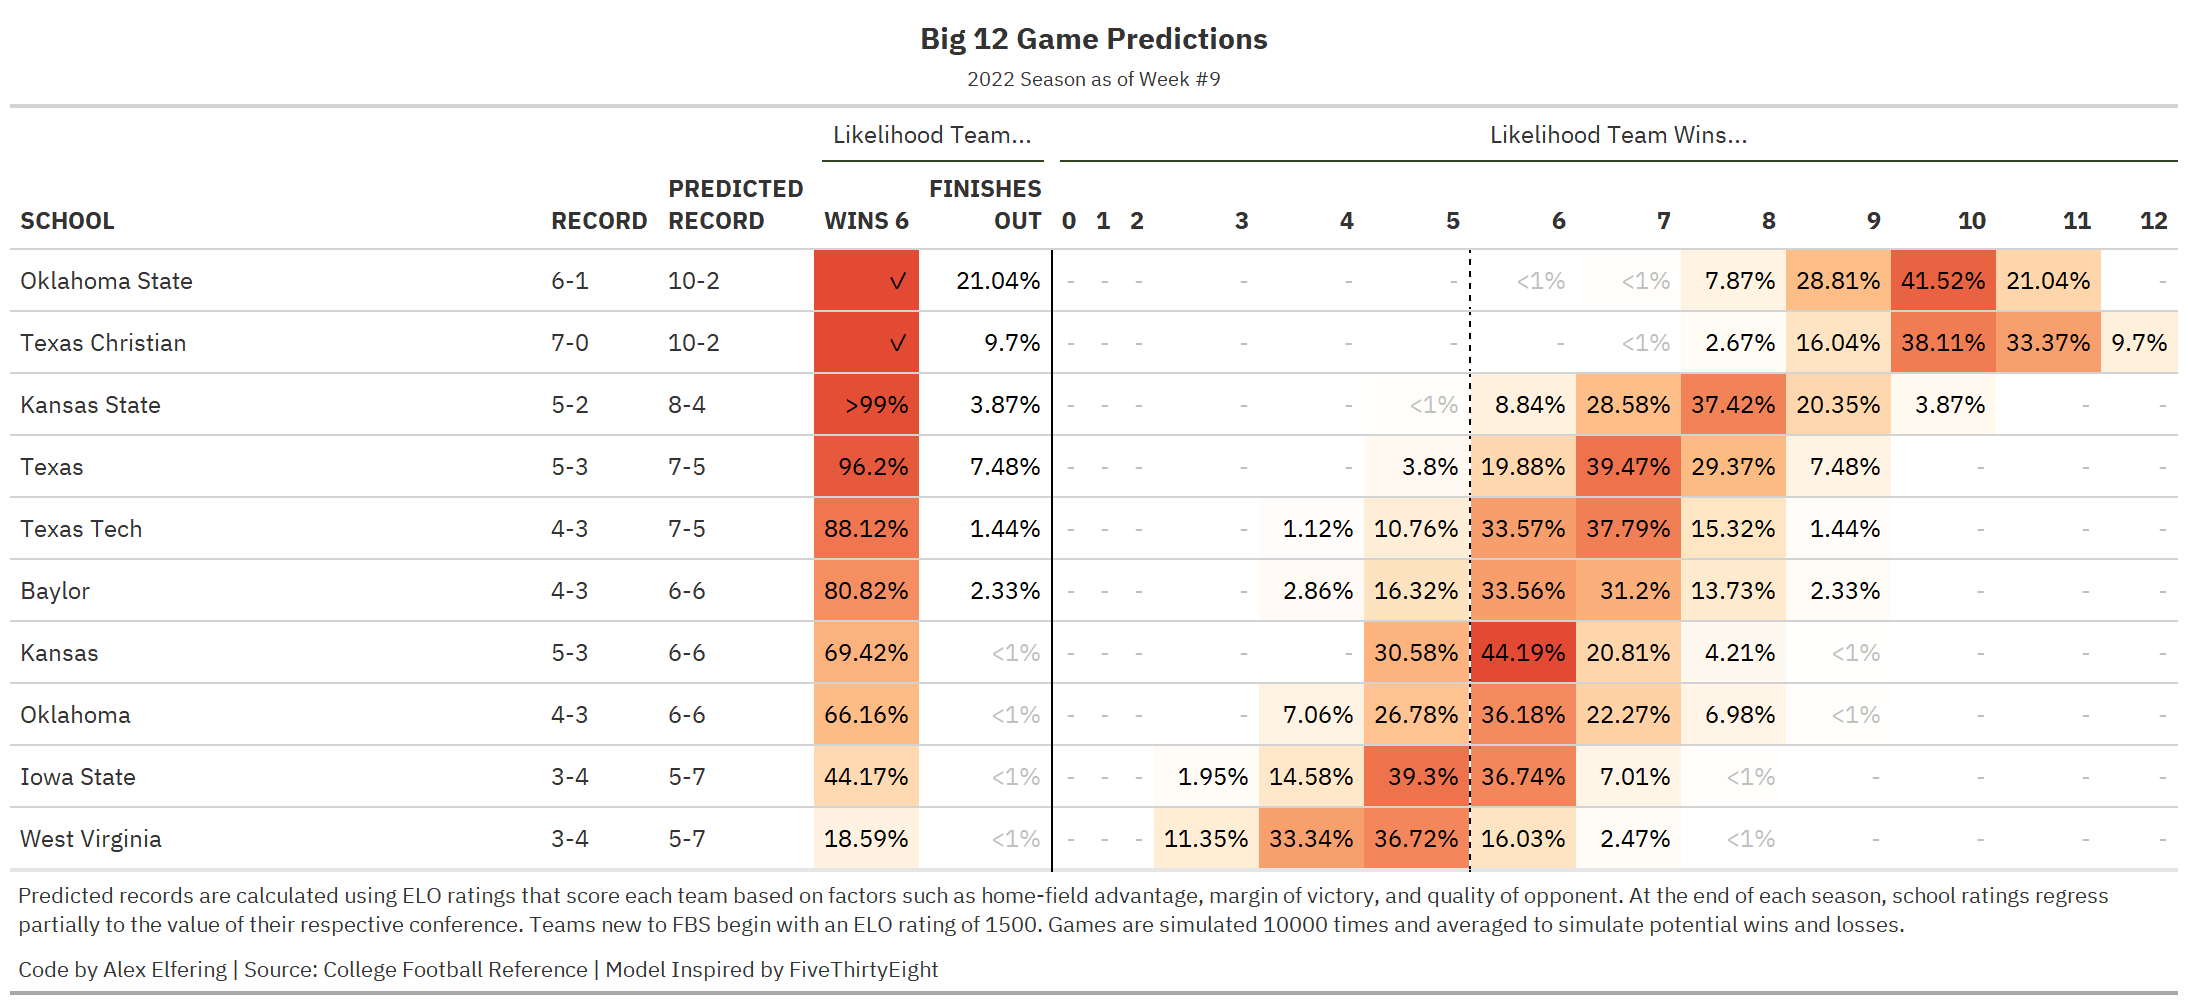 Big 12 Game Predictions
2022 Season as of Week #9
Likelihood Team... Likelihood Team Wins...
SCHOOL RECORD PREDICTED RECORD WINS 6 FINISHES OUT 0 1 2 3 4 5 6 7 8 9 10 11 12
Oklahoma State 6-1 10-2 ✓ 21.04% - - - - - - <1% <1% 7.87% 28.81% 41.52% 21.04% -
Texas Christian 7-0 10-2 ✓ 9.7% - - - - - - - <1% 2.67% 16.04% 38.11% 33.37% 9.7%
Kansas State 5-2 8-4 >99% 3.87% - - - - - <1% 8.84% 28.58% 37.42% 20.35% 3.87% - -
Texas 5-3 7-5 96.2% 7.48% - - - - - 3.8% 19.88% 39.47% 29.37% 7.48% - - -
Texas Tech 4-3 7-5 88.12% 1.44% - - - - 1.12% 10.76% 33.57% 37.79% 15.32% 1.44% - - -
Baylor 4-3 6-6 80.82% 2.33% - - - - 2.86% 16.32% 33.56% 31.2% 13.73% 2.33% - - -
Kansas 5-3 6-6 69.42% <1% - - - - - 30.58% 44.19% 20.81% 4.21% <1% - - -
Oklahoma 4-3 6-6 66.16% <1% - - - - 7.06% 26.78% 36.18% 22.27% 6.98% <1% - - -
Iowa State 3-4 5-7 44.17% <1% - - - 1.95% 14.58% 39.3% 36.74% 7.01% <1% - - - -
West Virginia 3-4 5-7 18.59% <1% - - - 11.35% 33.34% 36.72% 16.03% 2.47% <1% - - - -
Predicted records are calculated using ELO ratings that score each team based on factors such as home-field advantage, margin of victory, and quality of opponent. At the end of each season, school ratings regress
partially to the value of their respective conference. Teams new to FBS begin with an ELO rating of 1500. Games are simulated 10000 times and averaged to simulate potential wins and losses.
Code by Alex Elfering | Source: College Football Reference | Model Inspired by FiveThirtyEight